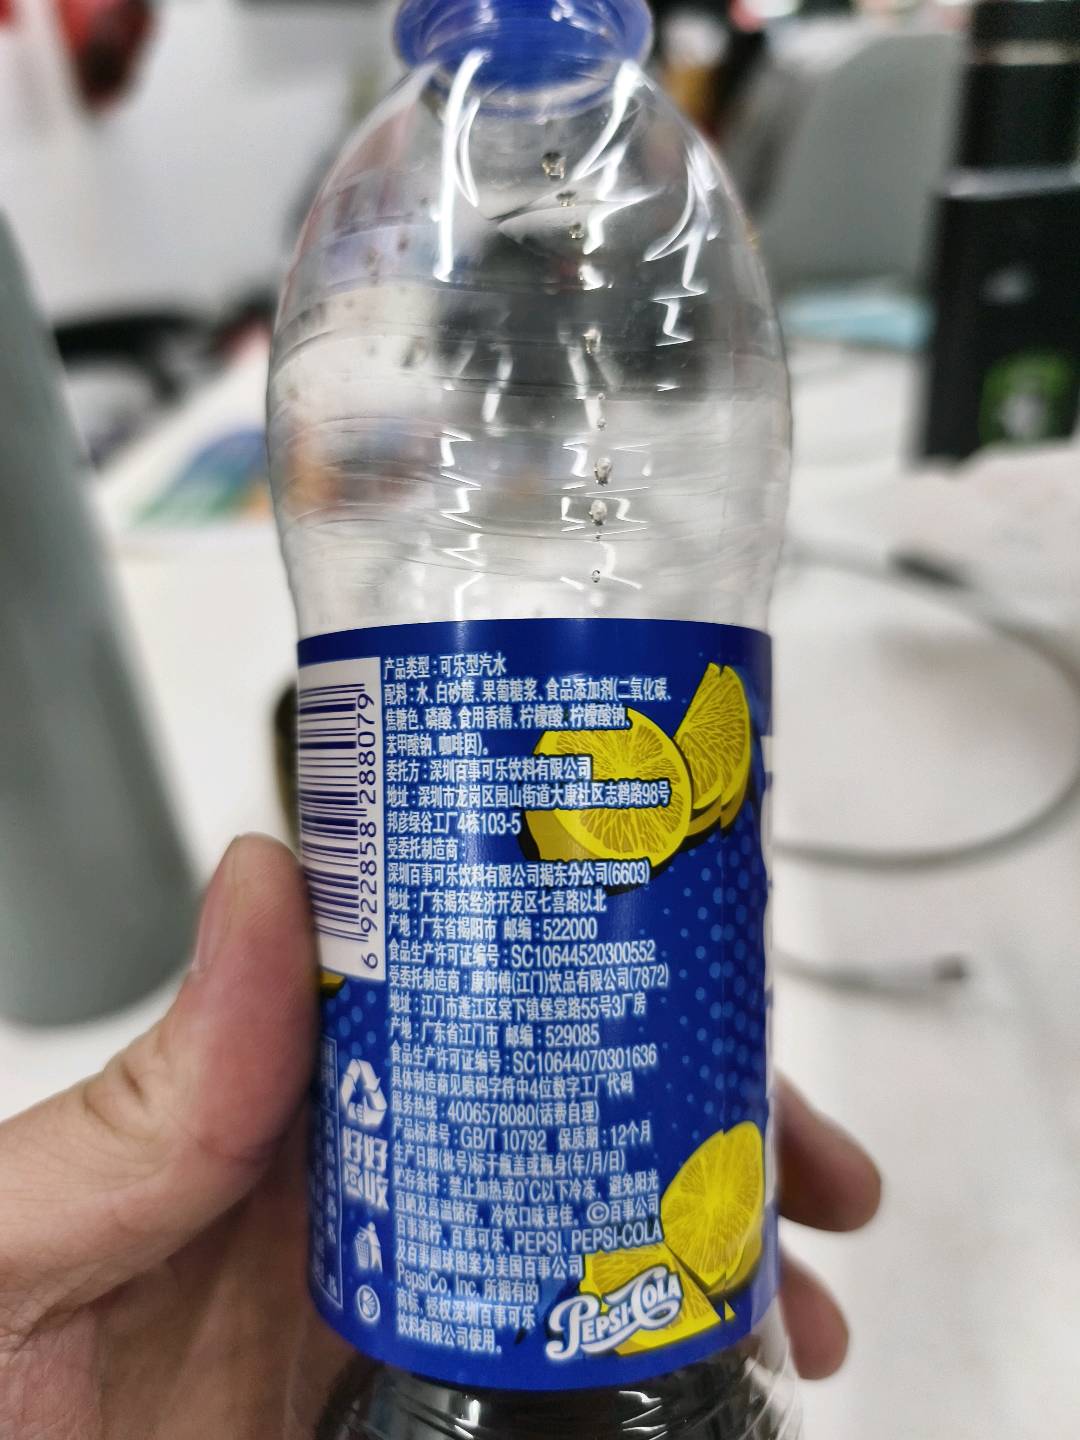 产品类型:可乐型汽水
配料:水、白砂糖、果葡糖浆、食品添加剂(二氧化碳、
焦糖色、磷酸、食用香精、柠檬酸、柠檬酸钠、
苯甲酸钠、咖啡因)。
委托方:深圳百事可乐饮料有限公司
地址:深圳市龙岗区园山街道大康社区志鹤路98号
邦彦绿谷工厂4栋103-5
受委托制造商:
深圳百事可乐饮料有限公司揭东分公司(6603)
地址:广东揭东经济开发区七喜路以北
产地:广东省揭阳市 邮编:522000
食品生产许可证编号:SC10644520300552
受委托制造商:康师傅(江门)饮品有限公司(7872)
地址:江门市蓬江区棠下镇堡棠路55号3厂房
产地:广东省江门市 邮编:529085
食品生产许可证编号:SC10644070301636
具体制造商见喷码字符中4位数字工厂代码
服务热线:4006578080(话费自理)
产品标准号:GB/T 10792 保质期:12个月
生产日期(批号)标于瓶盖或瓶身(年/月/日)
贮存条件:禁止加热或0℃以下冷冻,避免阳光
直晒及高温储存,冷饮口味更佳。©百事公司
百事清柠、百事可乐、PEPSI、PEPSI-COLA
及百事圆球图案为美国百事公司
PepsiCo, Inc. 所拥有的
商标,授权深圳百事可乐
饮料有限公司使用。
6 922858 288079
好好
回收
PEPSI-COLA